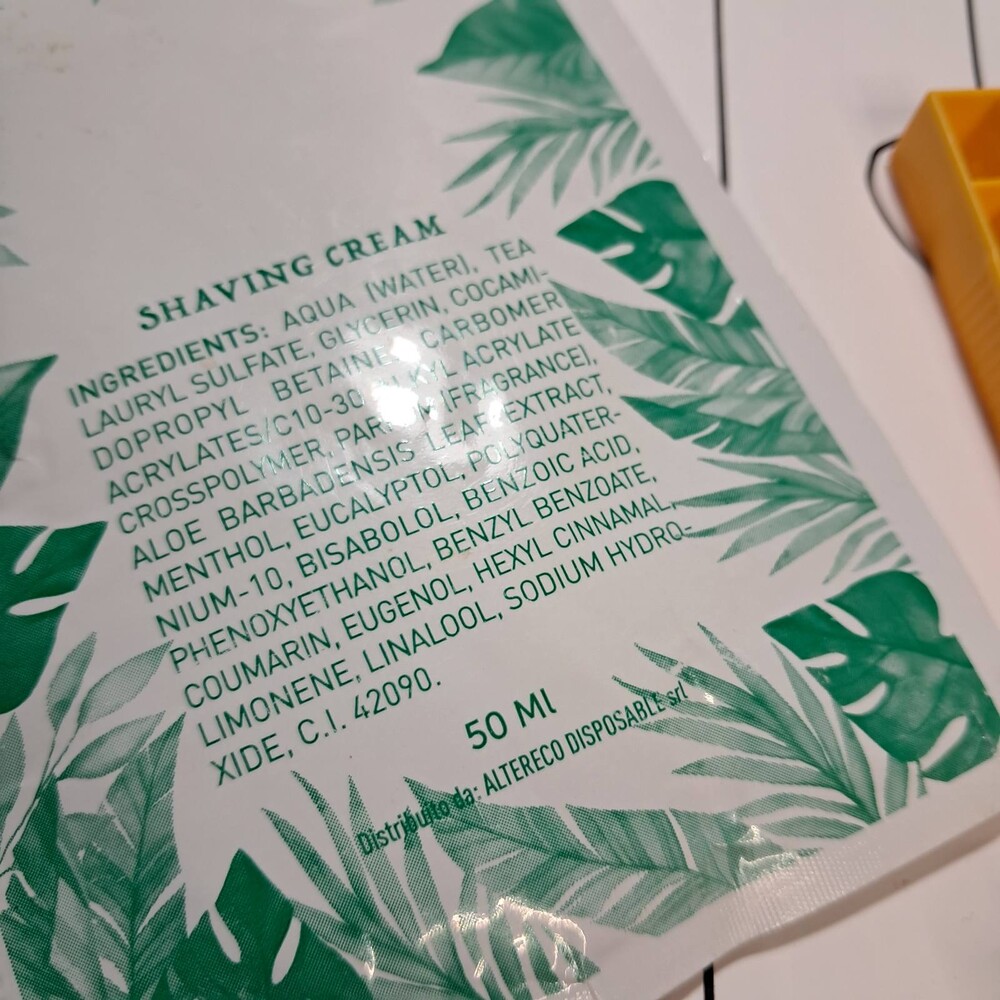 SHAVING CREAM
INGREDIENTS: AQUA (WATER), TEA
LAURYL SULFATE, GLYCERIN, COCAMI-
DOPROPYL BETAINE, CARBOMER
ACRYLATES/C10-30 ALKYL ACRYLATE
CROSSPOLYMER, PARFUM (FRAGRANCE),
ALOE BARBADENSIS LEAF EXTRACT,
MENTHOL, EUCALYPTOL, POLYQUATER-
NIUM-10, BISABOLOL, BENZOIC ACID,
PHENOXYETHANOL, BENZYL BENZOATE,
COUMARIN, EUGENOL, HEXYL CINNAMAL,
LIMONENE, LINALOOL, SODIUM HYDRO-
XIDE, C.I. 42090.
50 Ml
Distribuito da: ALTERECO DISPOSABLE srl